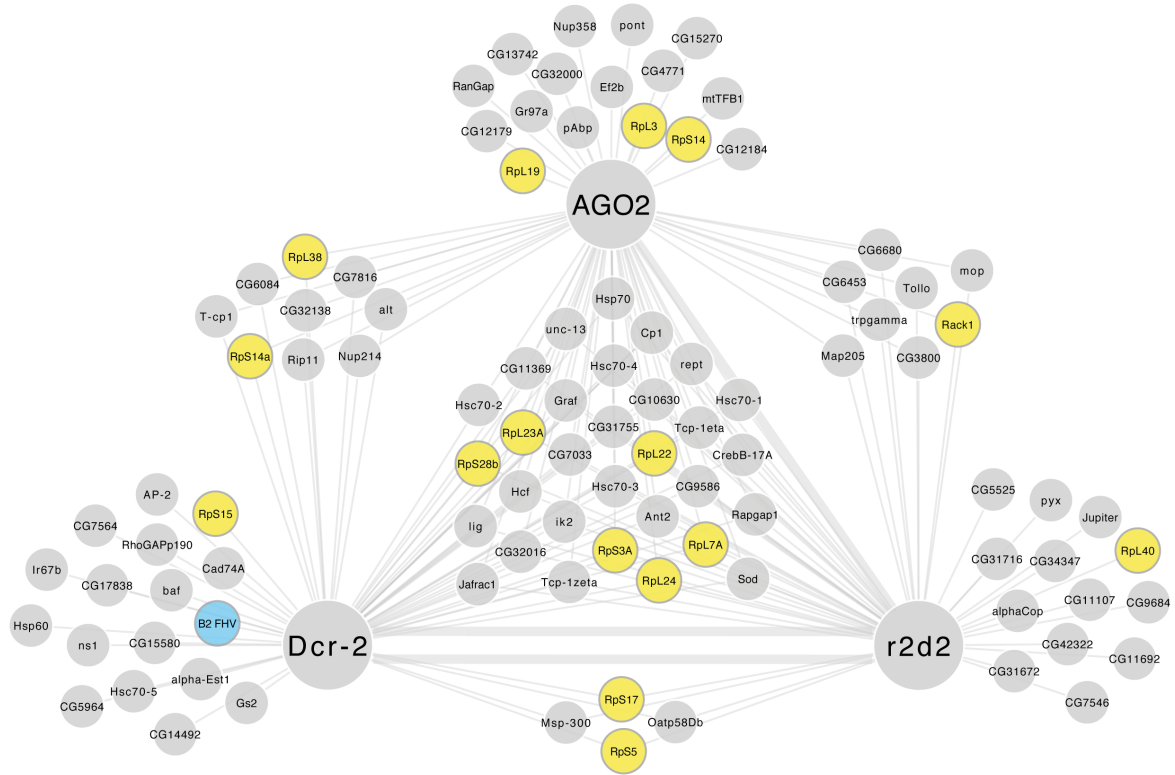 Nup358
pont
CG15270
CG13742
CG32000
CG4771
RanGap
Ef2b
mtTFB1
Gr97a
pAbp
RpL3
RpS14
CG12179
CG12184
RpL19
AGO2
RpL38
CG6084
CG7816
T-cp1
CG32138
alt
RpS14a
Rip11
Nup214
CG6680
mop
CG6453
Tollo
trpgamma
Rack1
Map205
CG3800
Hsp70
unc-13
Cp1
CG11369
Hsc70-4
rept
Hsc70-2
Graf
CG10630
Hsc70-1
RpL23A
CG31755
Tcp-1eta
RpS28b
CG7033
RpL22
CrebB-17A
Hcf
Hsc70-3
CG9586
lig
ik2
Ant2
Rapgap1
CG32016
RpS3A
RpL7A
Jafrac1
Tcp-1zeta
RpL24
Sod
AP-2
RpS15
CG7564
RhoGAPp190
Ir67b
CG17838
Cad74A
baf
Hsp60
B2 FHV
ns1
CG15580
Dcr-2
alpha-Est1
Hsc70-5
CG5964
Gs2
CG14492
r2d2
CG5525
pyx
Jupiter
CG31716
CG34347
RpL40
alphaCop
CG11107
CG9684
CG42322
CG11692
CG31672
CG7546
RpS17
Msp-300
Oatp58Db
RpS5